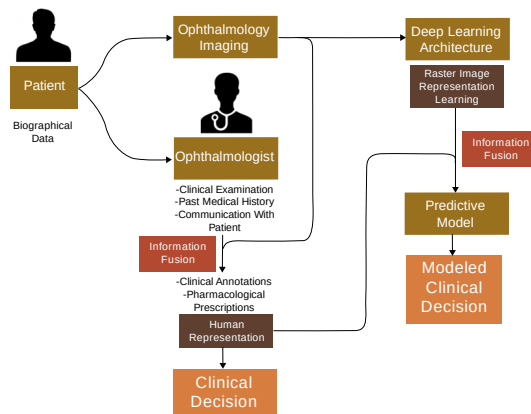 Patient
Biographical
Data
Ophthalmology
Imaging
Ophthalmologist
-Clinical Examination
-Past Medical History
-Communication With
Patient
Information
Fusion
-Clinical Annotations
-Pharmacological
Prescriptions
Human
Representation
Clinical
Decision
Deep Learning
Architecture
Raster Image
Representation
Learning
Information
Fusion
Predictive
Model
Modeled
Clinical
Decision